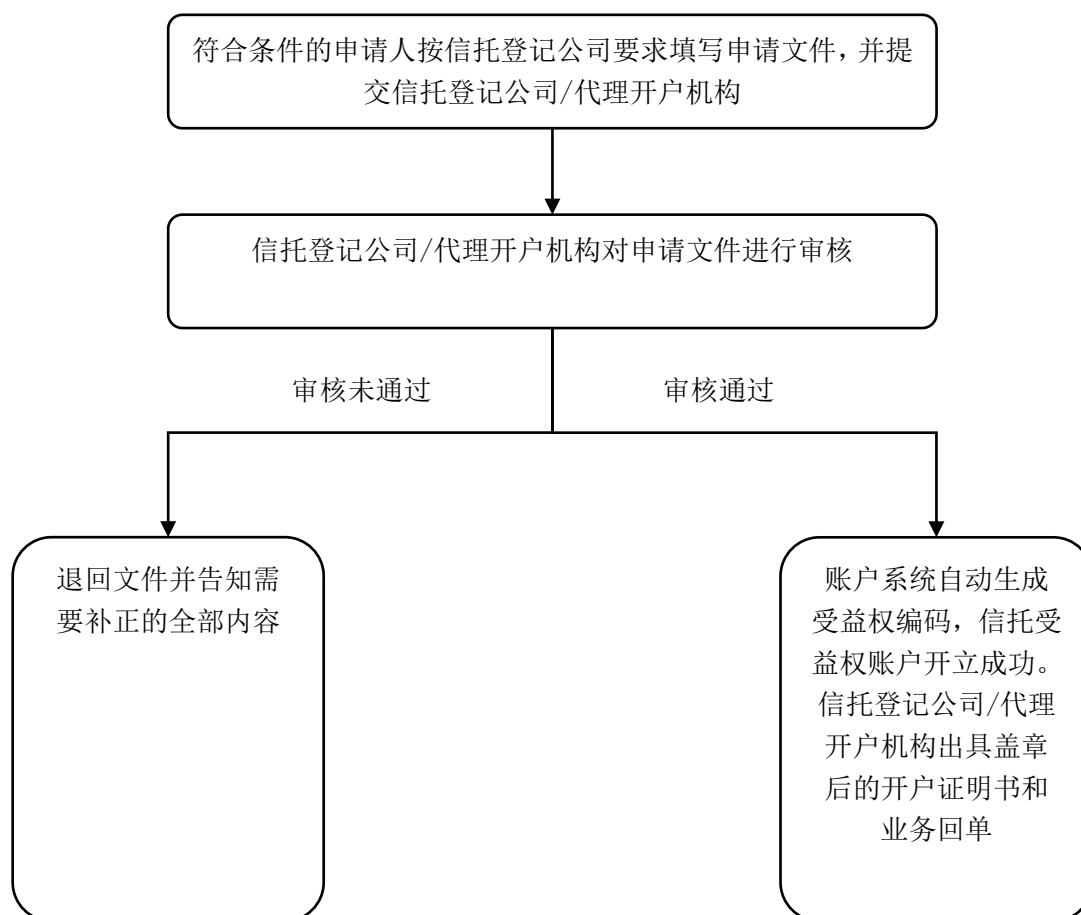 符合条件的申请人按信托登记公司要求填写申请文件，并提
交信托登记公司/代理开户机构
信托登记公司/代理开户机构对申请文件进行审核
审核未通过
审核通过
退回文件并告知需
要补正的全部内容
账户系统自动生成
受益权编码，信托受
益权账户开立成功。
信托登记公司/代理
开户机构出具盖章
后的开户证明书和
业务回单